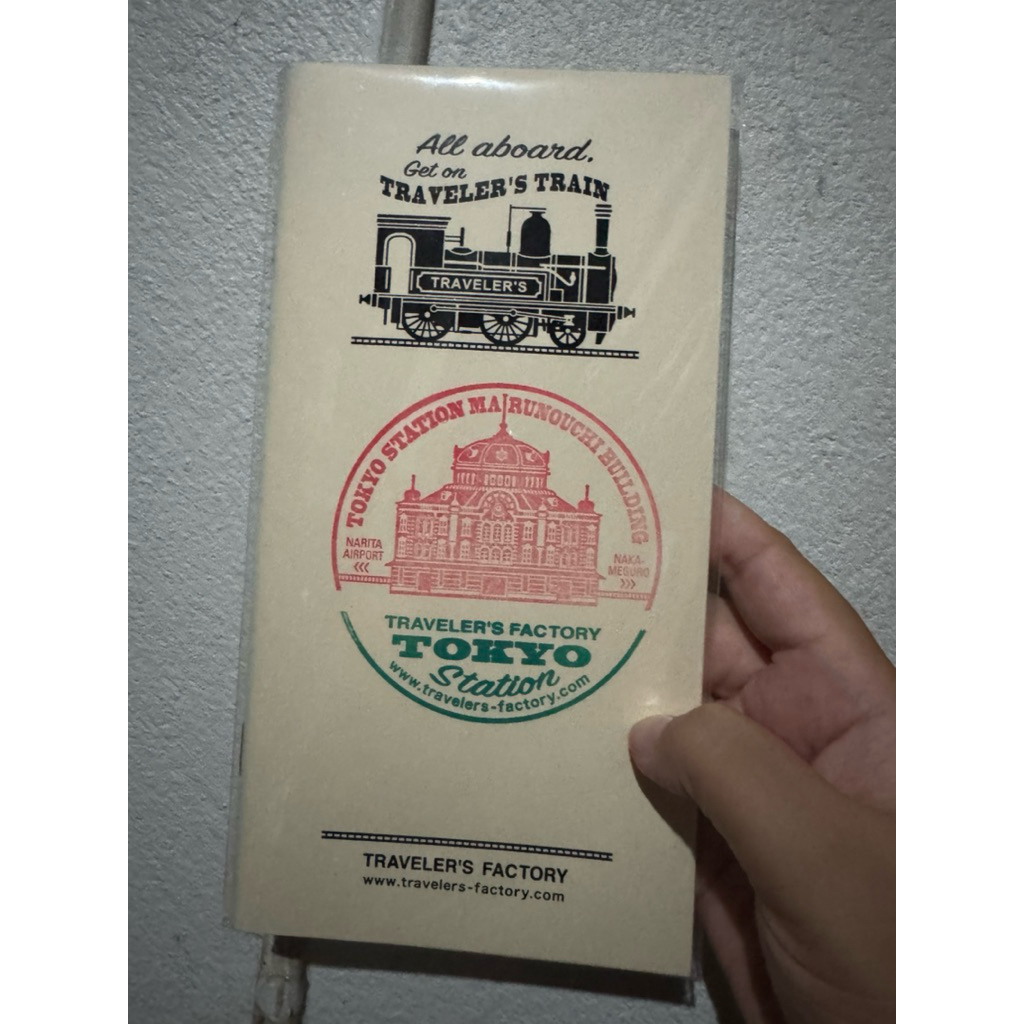 All aboard.
Get on
TRAVELER'S TRAIN
TRAVELER'S
TOKYO STATION MARUNOUCHI BUILDING
NARITA
AIRPORT
<<<
NAKA-
MEGURO
>>>
TRAVELER'S FACTORY
TOKYO
Station
www.travelers-factory.com
TRAVELER'S FACTORY
www.travelers-factory.com